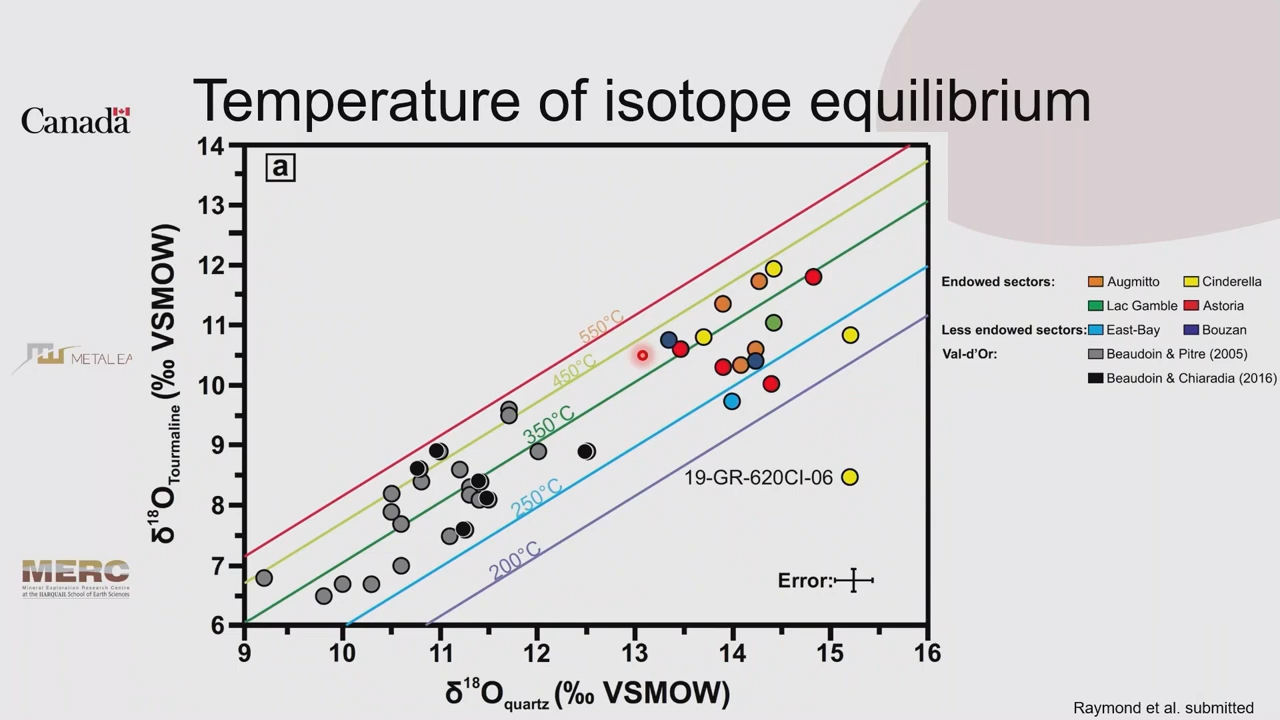 Temperature of isotope equilibrium
Canada
METALEA
MERC
Mineral Exploration Research Centre
at the HARQUAIL School of Earth Sciences
a
14
13
12
11
10
9
8
7
6
δ18OTourmaline (‰ VSMOW)
550°C
450°C
350°C
250°C
200°C
19-GR-620CI-06
Error:
9 10 11 12 13 14 15 16
δ18Oquartz (‰ VSMOW)
Endowed sectors: Augmitto Cinderella
Lac Gamble Astoria
Less endowed sectors: East-Bay Bouzan
Val-d'Or: Beaudoin & Pitre (2005)
Beaudoin & Chiaradia (2016)
Raymond et al. submitted